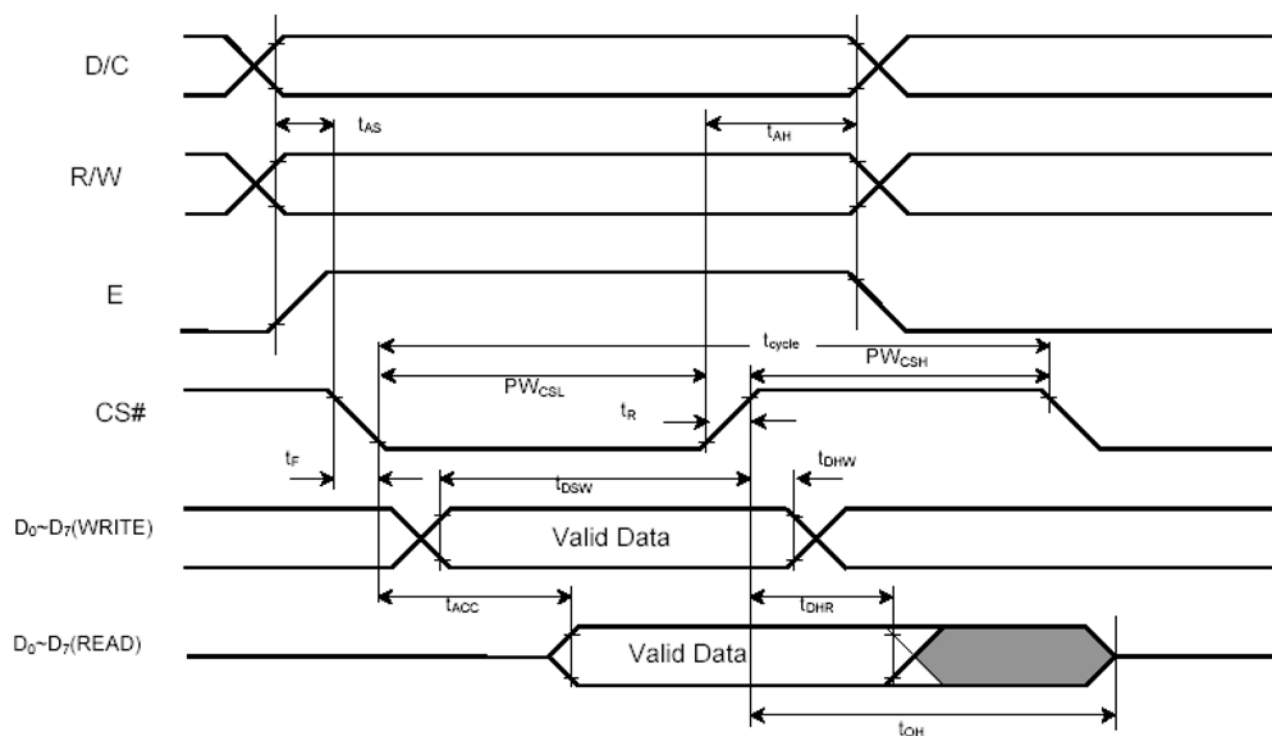 D/C
tAS
tAH
R/W
E
tcycle
PWCSL
PWCSH
CS#
tR
tF
tDSW
tDHW
D0~D7(WRITE)
Valid Data
tACC
tDHR
D0~D7(READ)
Valid Data
tOH